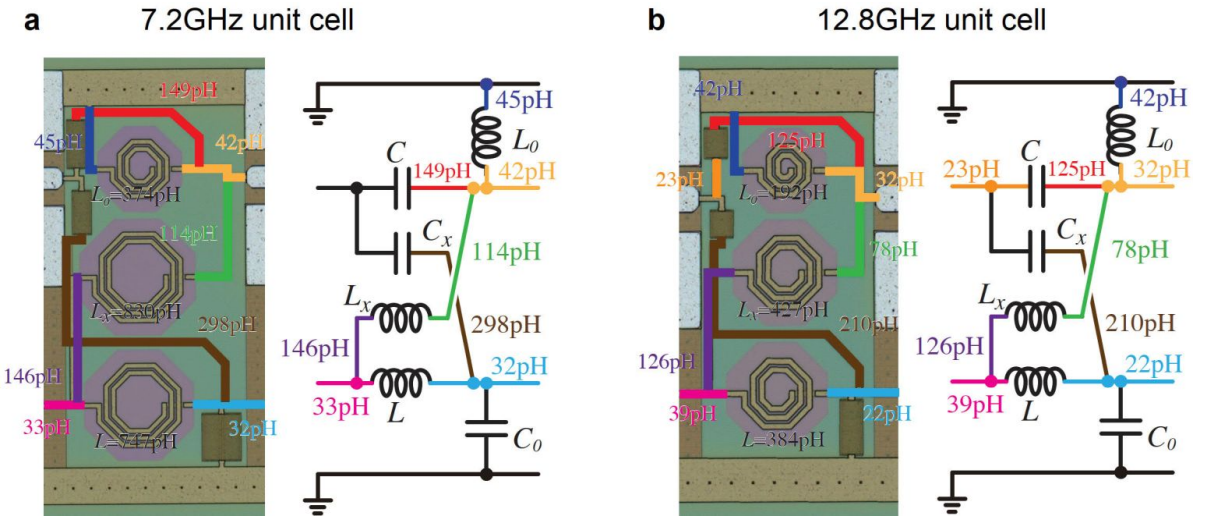 a 7.2GHz unit cell
149pH
45pH
42pH
L₀=374pH
114pH
Lₓ=830pH
298pH
146pH
33pH
32pH
L=747pH
45pH
L₀
C
149pH
42pH
Cₓ
114pH
Lₓ
298pH
146pH
32pH
33pH
L
C₀
b 12.8GHz unit cell
42pH
125pH
23pH
32pH
L₀=192pH
78pH
Lₓ=427pH
210pH
126pH
39pH
22pH
L=384pH
42pH
L₀
23pH
C
125pH
32pH
Cₓ
78pH
Lₓ
210pH
126pH
22pH
39pH
L
C₀